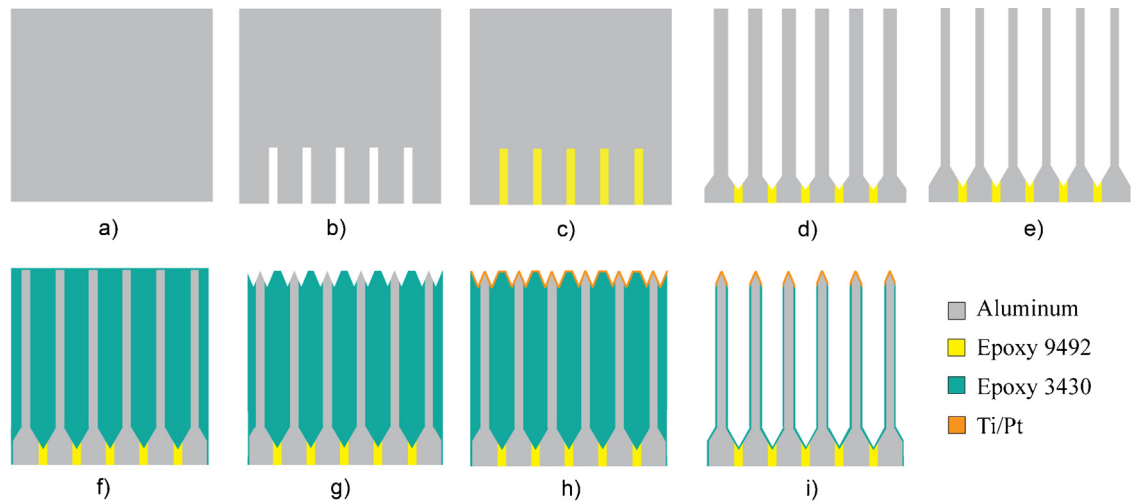 a)
b)
c)
d)
e)
f)
g)
h)
i)
Aluminum
Epoxy 9492
Epoxy 3430
Ti/Pt